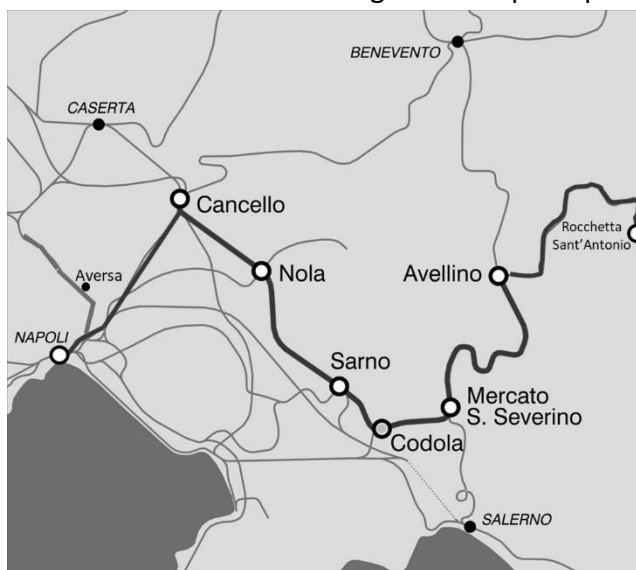 BENEVENTO
CASERTA
Cancello
Rocchetta
Sant'Antonio
Aversa
Nola
Avellino
NAPOLI
Sarno
Mercato
S. Severino
Codola
SALERNO